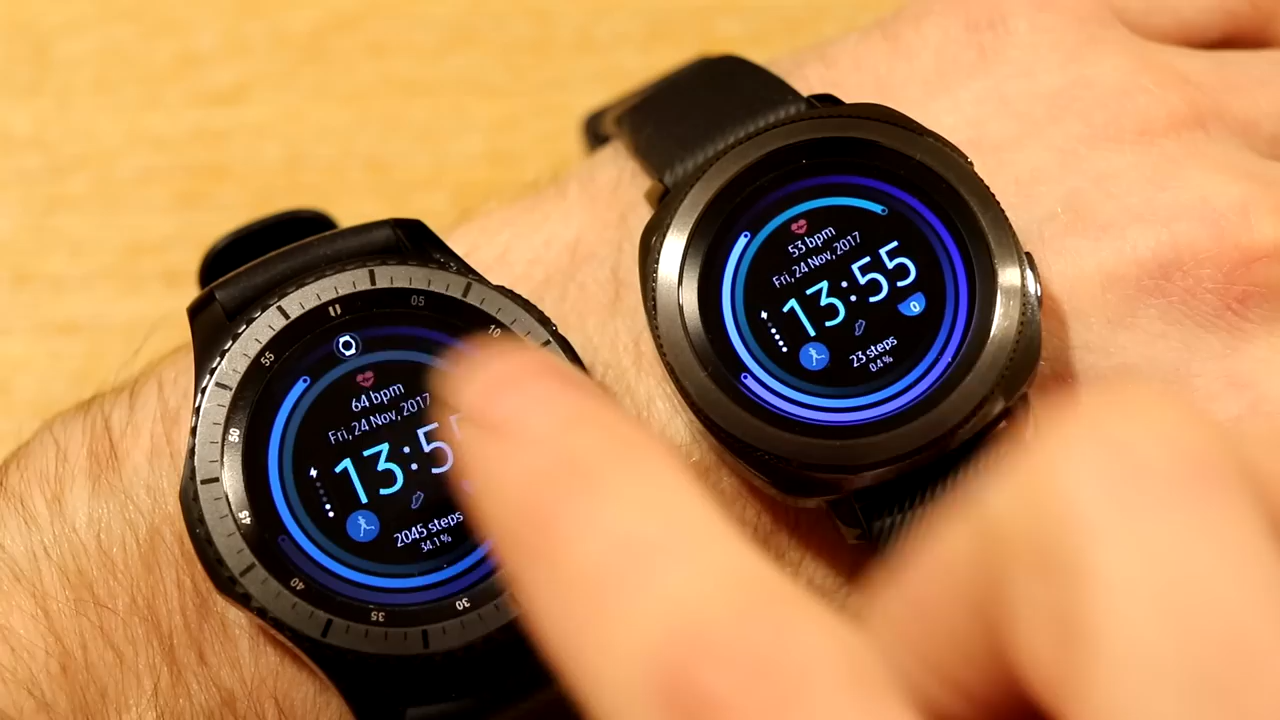 05
10
55
50
45
40
35
30
64 bpm
Fri, 24 Nov, 2017
13:5
2045 steps
34.1 %
53 bpm
Fri, 24 Nov, 2017
13:55
0
23 steps
0.4 %